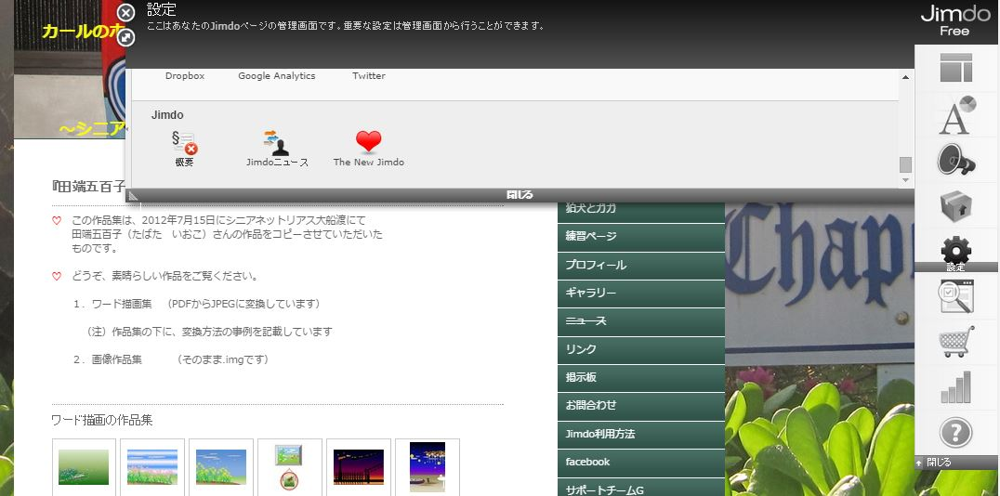 設定
ここはあなたのJimdoページの管理画面です。重要な設定は管理画面から行うことができます。
Jimdo
Free
カールのホ
～シニア
Dropbox
Google Analytics
Twitter
Jimdo
概要
Jimdoニュース
The New Jimdo
閉じる
『田端五百子
♡ この作品集は、2012年7月15日にシニアネットリアス大船渡にて
田端五百子（たばた　いおこ）さんの作品をコピーさせていただいた
ものです。
♡ どうぞ、素晴らしい作品をご覧ください。
１．ワード描画集　（PDFからJPEGに変換しています）
（注）作品集の下に、変換方法の事例を記載しています
２．画像作品集　　　（そのまま.imgです）
ワード描画の作品集
狛犬とガガ
練習ページ
プロフィール
ギャラリー
ニュース
リンク
掲示板
お問合わせ
Jimdo利用方法
facebook
サポートチームG
Chap
設定
閉じる